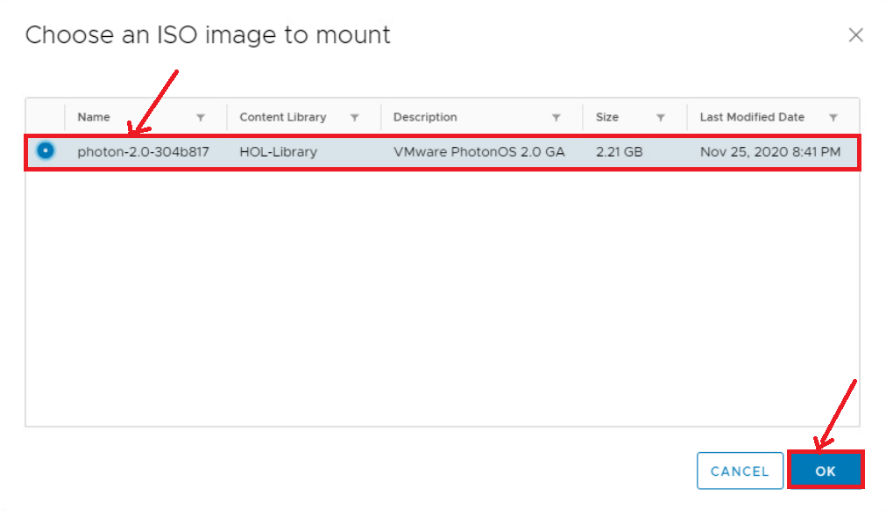 Choose an ISO image to mount
Name Content Library Description Size Last Modified Date
photon-2.0-304b817 HOL-Library VMware PhotonOS 2.0 GA 2.21 GB Nov 25, 2020 8:41 PM
CANCEL OK